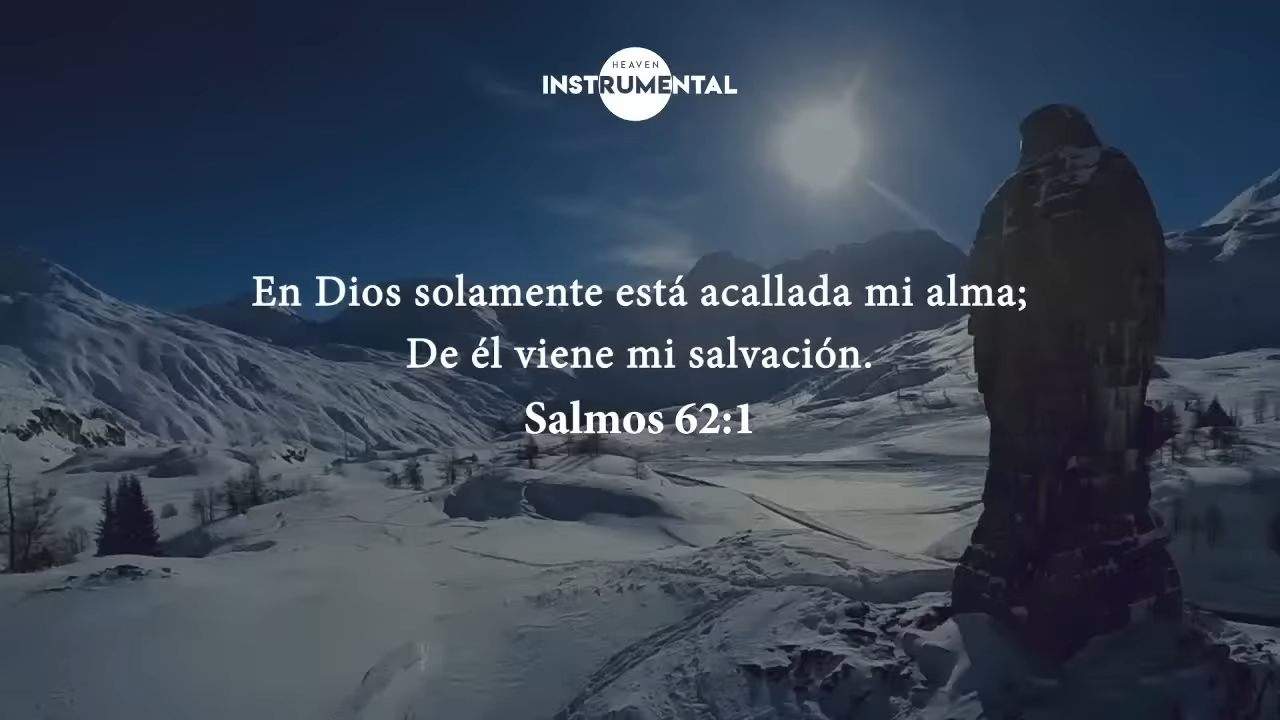 HEAVEN
INSTRUMENTAL
En Dios solamente está acallada mi alma;
De él viene mi salvación.
Salmos 62:1